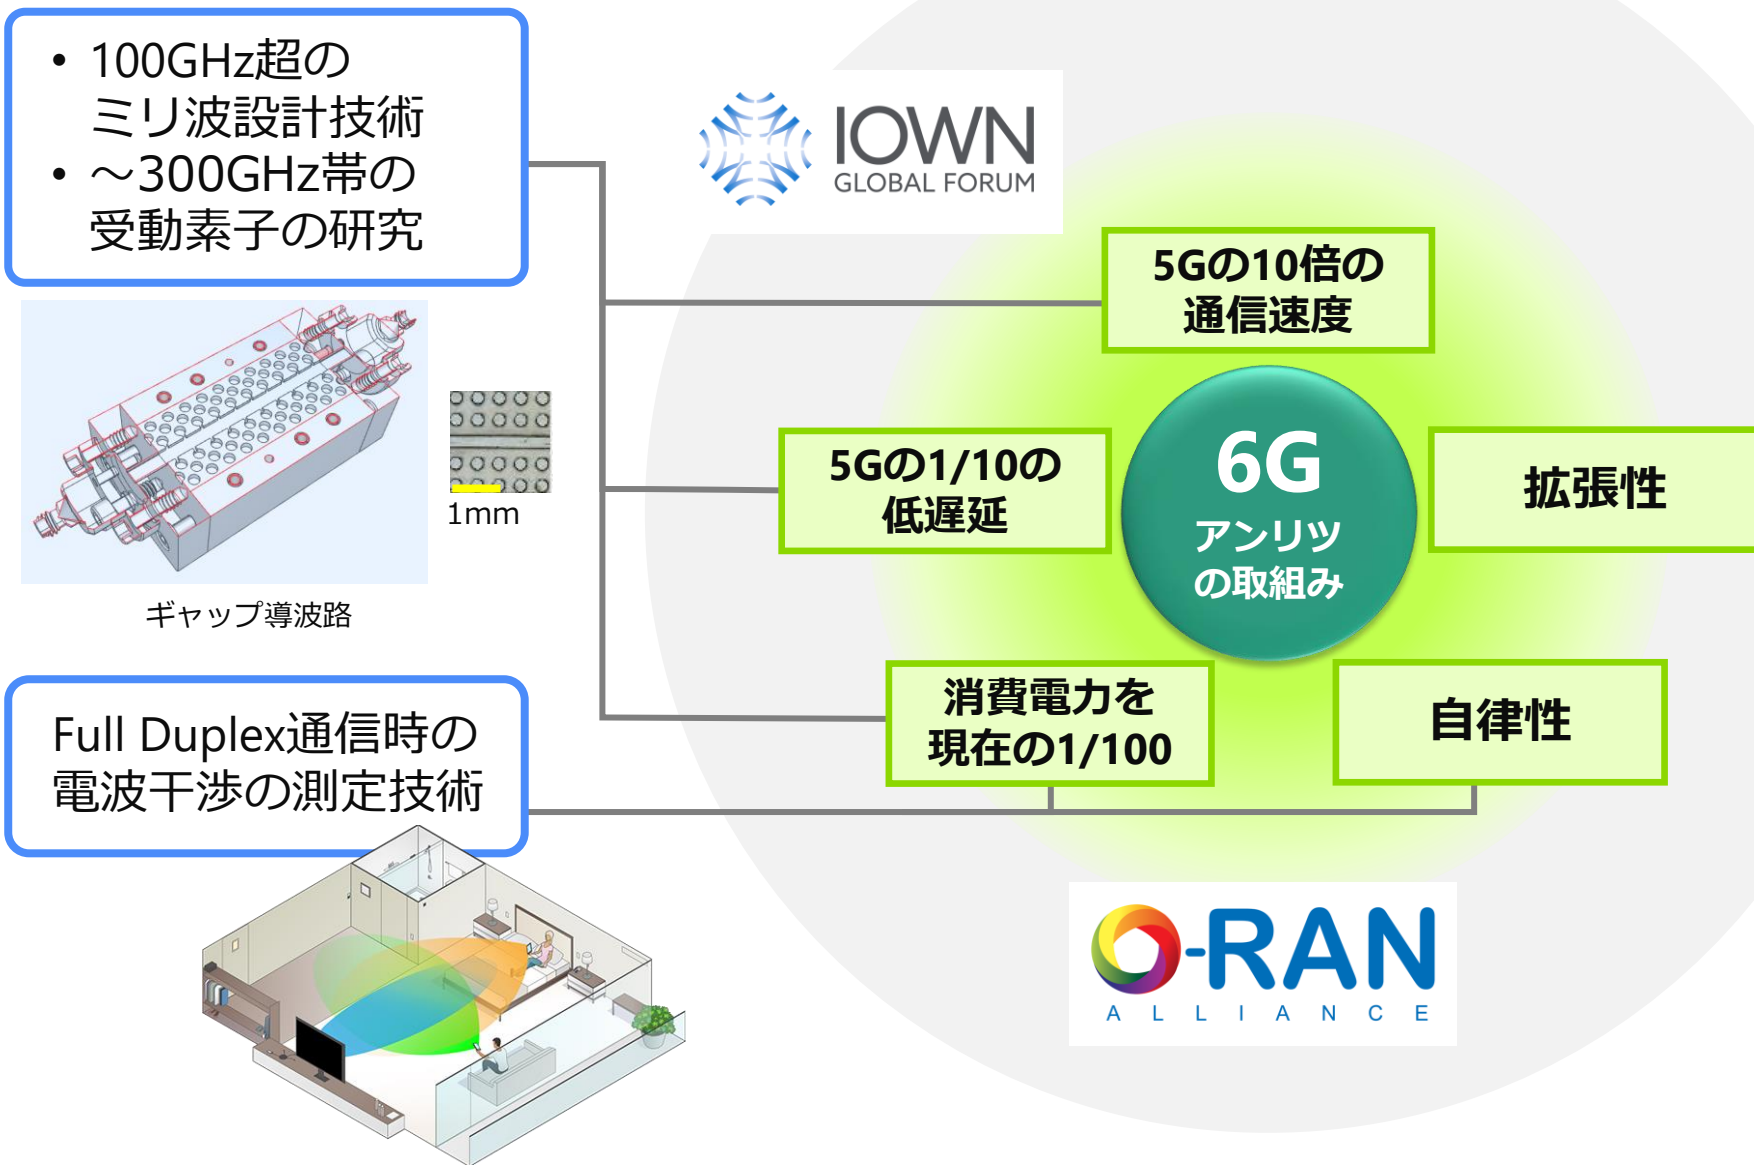 • 100GHz超の
ミリ波設計技術
• ～300GHz帯の
受動素子の研究
ギャップ導波路
1mm
Full Duplex通信時の
電波干渉の測定技術
IOWN
GLOBAL FORUM
5Gの10倍の
通信速度
5Gの1/10の
低遅延
6G
アンリツ
の取組み
拡張性
消費電力を
現在の1/100
自律性
O-RAN
ALLIANCE